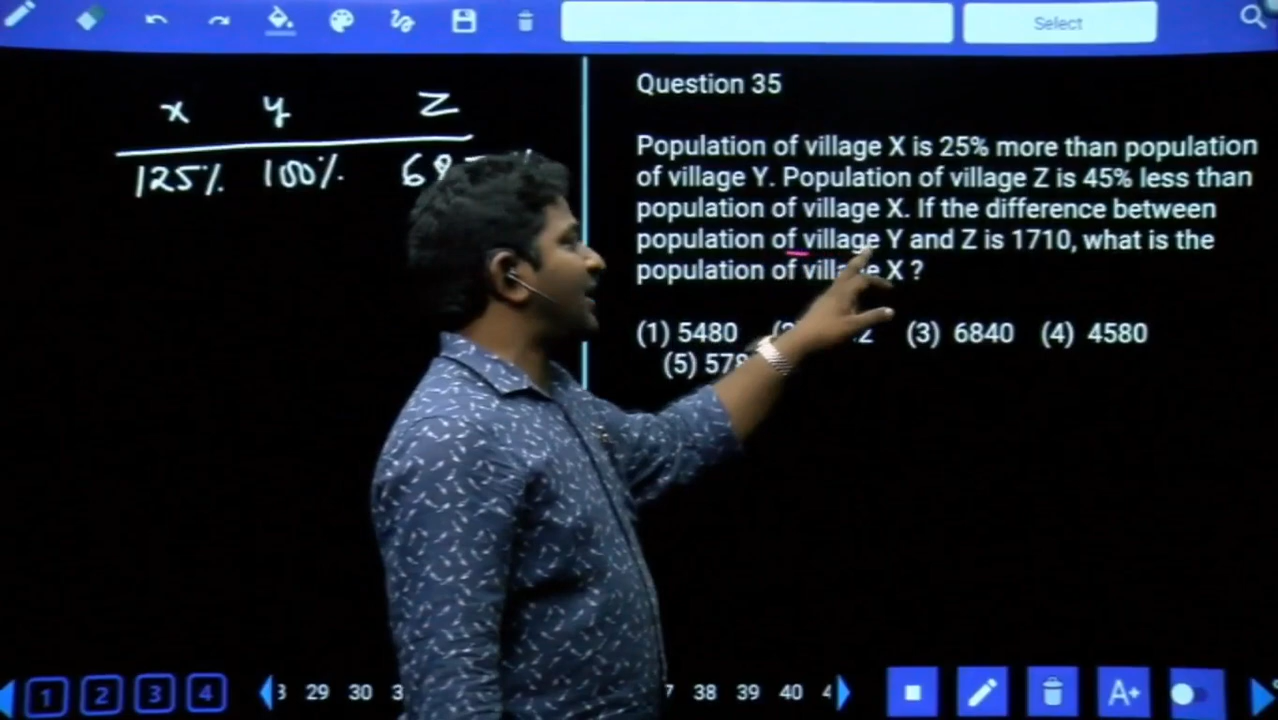 Select
x y z
125% 100% 68
Question 35
Population of village X is 25% more than population
of village Y. Population of village Z is 45% less than
population of village X. If the difference between
population of village Y and Z is 1710, what is the
population of village X ?
(1) 5480 (3) 6840 (4) 4580
(5)
1 2 3 4 29 30 38 39 40 A+